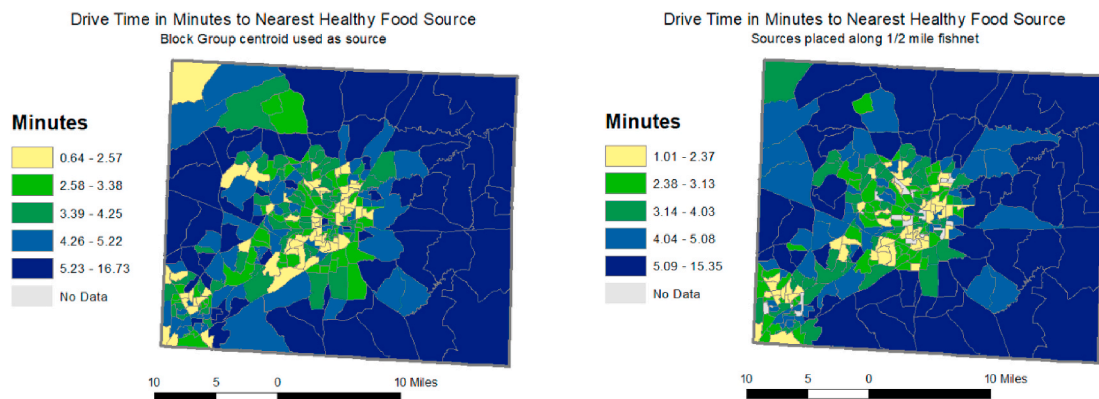 Drive Time in Minutes to Nearest Healthy Food Source
Block Group centroid used as source
Minutes
0.64 - 2.57
2.58 - 3.38
3.39 - 4.25
4.26 - 5.22
5.23 - 16.73
No Data
10 5 0 10 Miles
Drive Time in Minutes to Nearest Healthy Food Source
Sources placed along 1/2 mile fishnet
Minutes
1.01 - 2.37
2.38 - 3.13
3.14 - 4.03
4.04 - 5.08
5.09 - 15.35
No Data
10 5 0 10 Miles